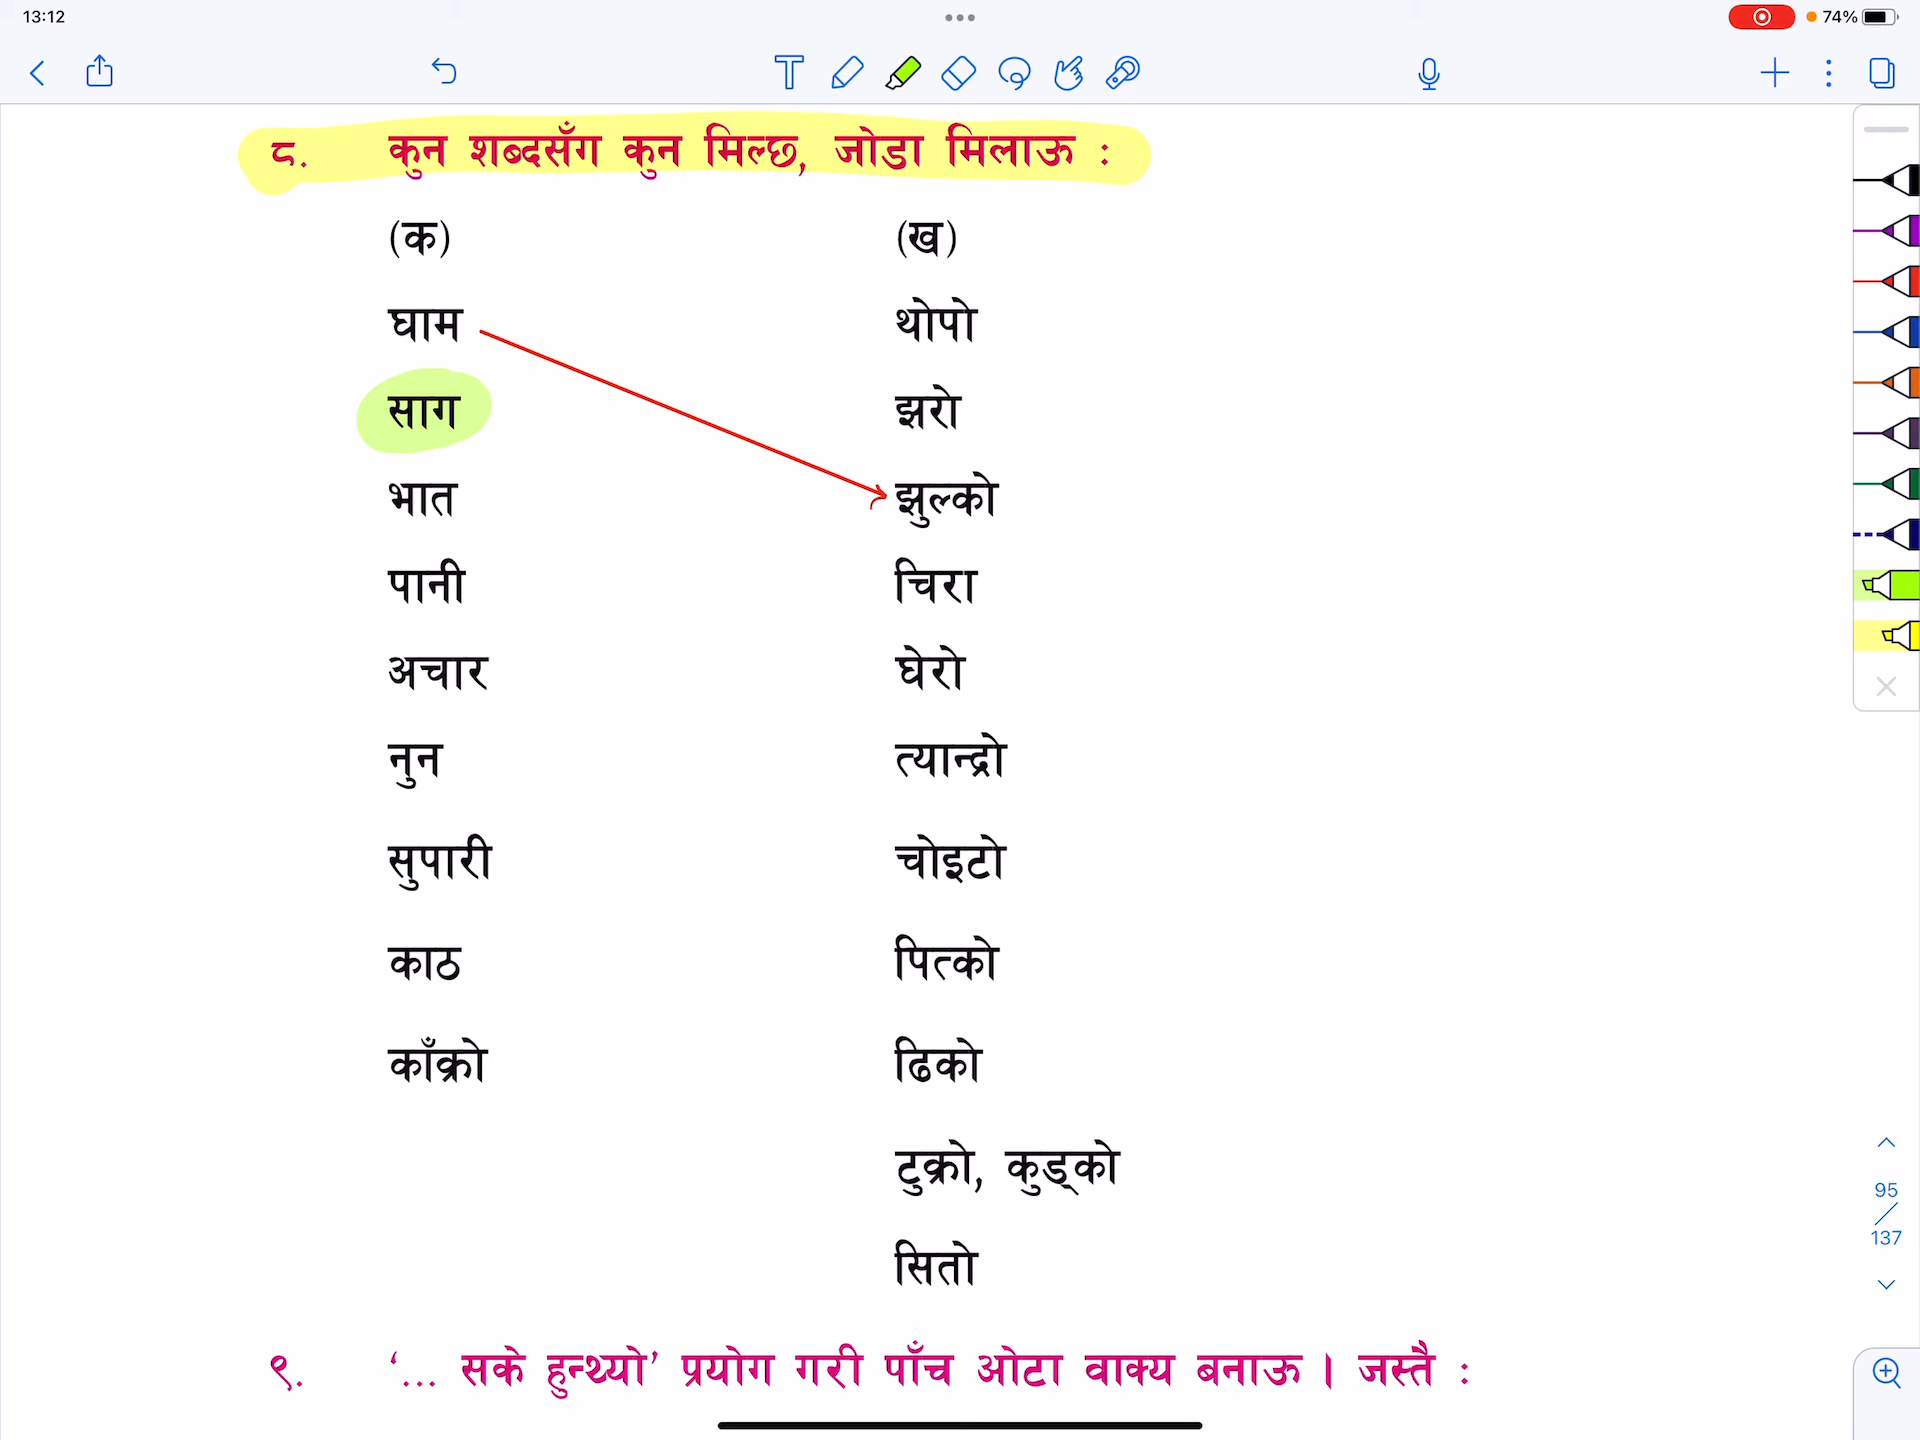 13:12
74%
८. कुन शब्दसँग कुन मिल्छ, जोडा मिलाऊ :
(क) (ख)
घाम थोपो
साग झरो
भात झुल्को
पानी चिरा
अचार घेरो
नुन त्यान्द्रो
सुपारी चोइटो
काठ पित्को
काँक्रो ढिको
टुक्रो, कुड्को
सितो
९. ‘... सके हुन्थ्यो’ प्रयोग गरी पाँच ओटा वाक्य बनाऊ । जस्तै :
95
137